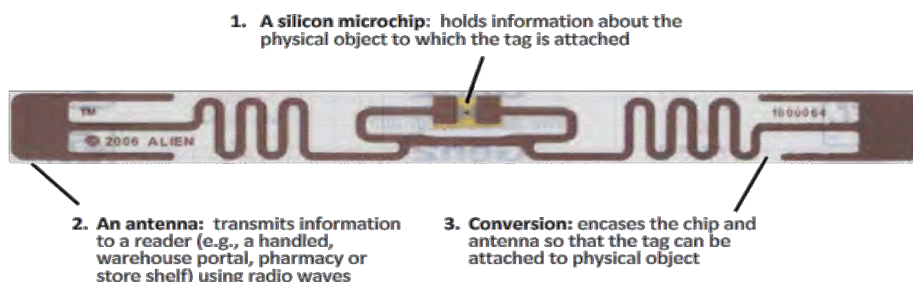 1. A silicon microchip: holds information about the
physical object to which the tag is attached
TM
© 2006 ALIEN
1600064
2. An antenna: transmits information
to a reader (e.g., a handled,
warehouse portal, pharmacy or
store shelf) using radio waves
3. Conversion: encases the chip and
antenna so that the tag can be
attached to physical object